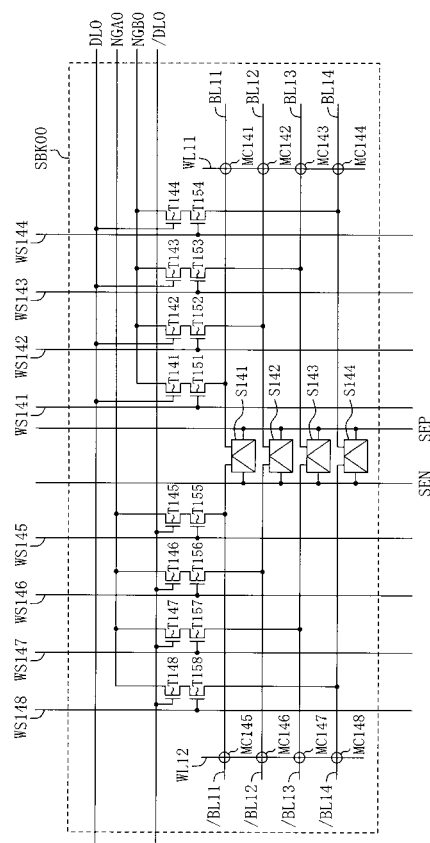 DL0
NGA0
NGB0
/DL0
SBK00
WS144
WS143
WS142
WS141
WS145
WS146
WS147
WS148
T144
T154
T143
T153
T142
T152
T141
T151
T145
T155
T146
T156
T147
T157
T148
T158
WL11
BL11
BL12
BL13
BL14
MC141
MC142
MC143
MC144
S141
S142
S143
S144
SEP
SEN
WL12
MC145
MC146
MC147
MC148
/BL11
/BL12
/BL13
/BL14